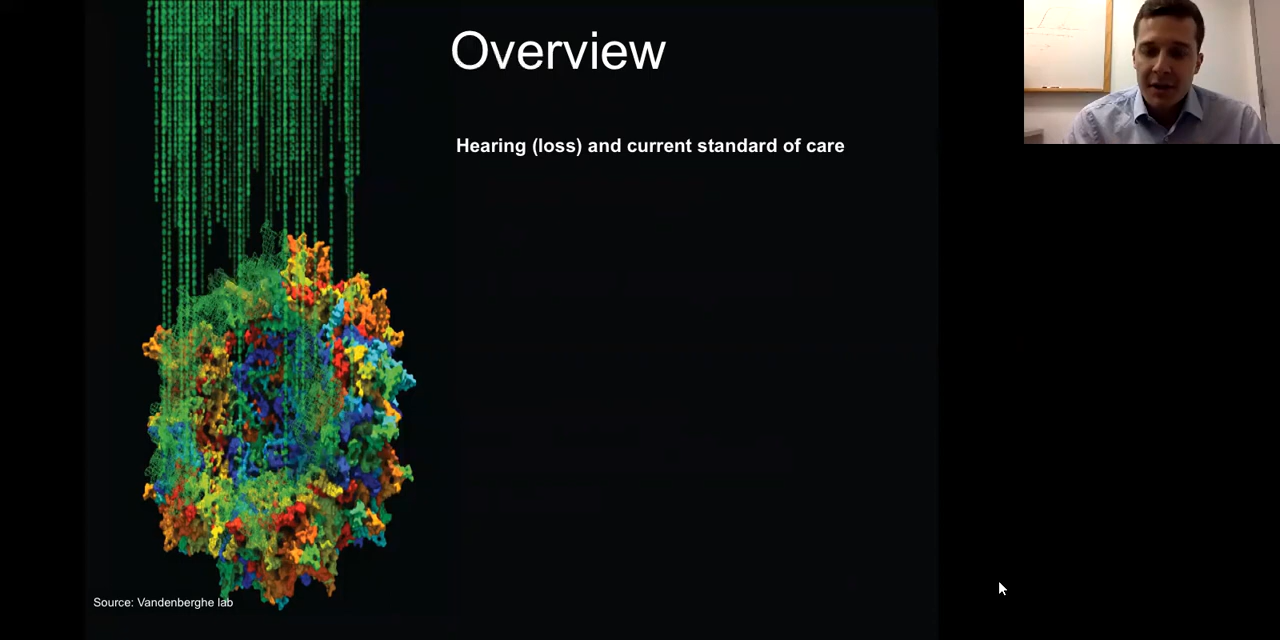 Overview
Hearing (loss) and current standard of care
Source: Vandenberghe lab